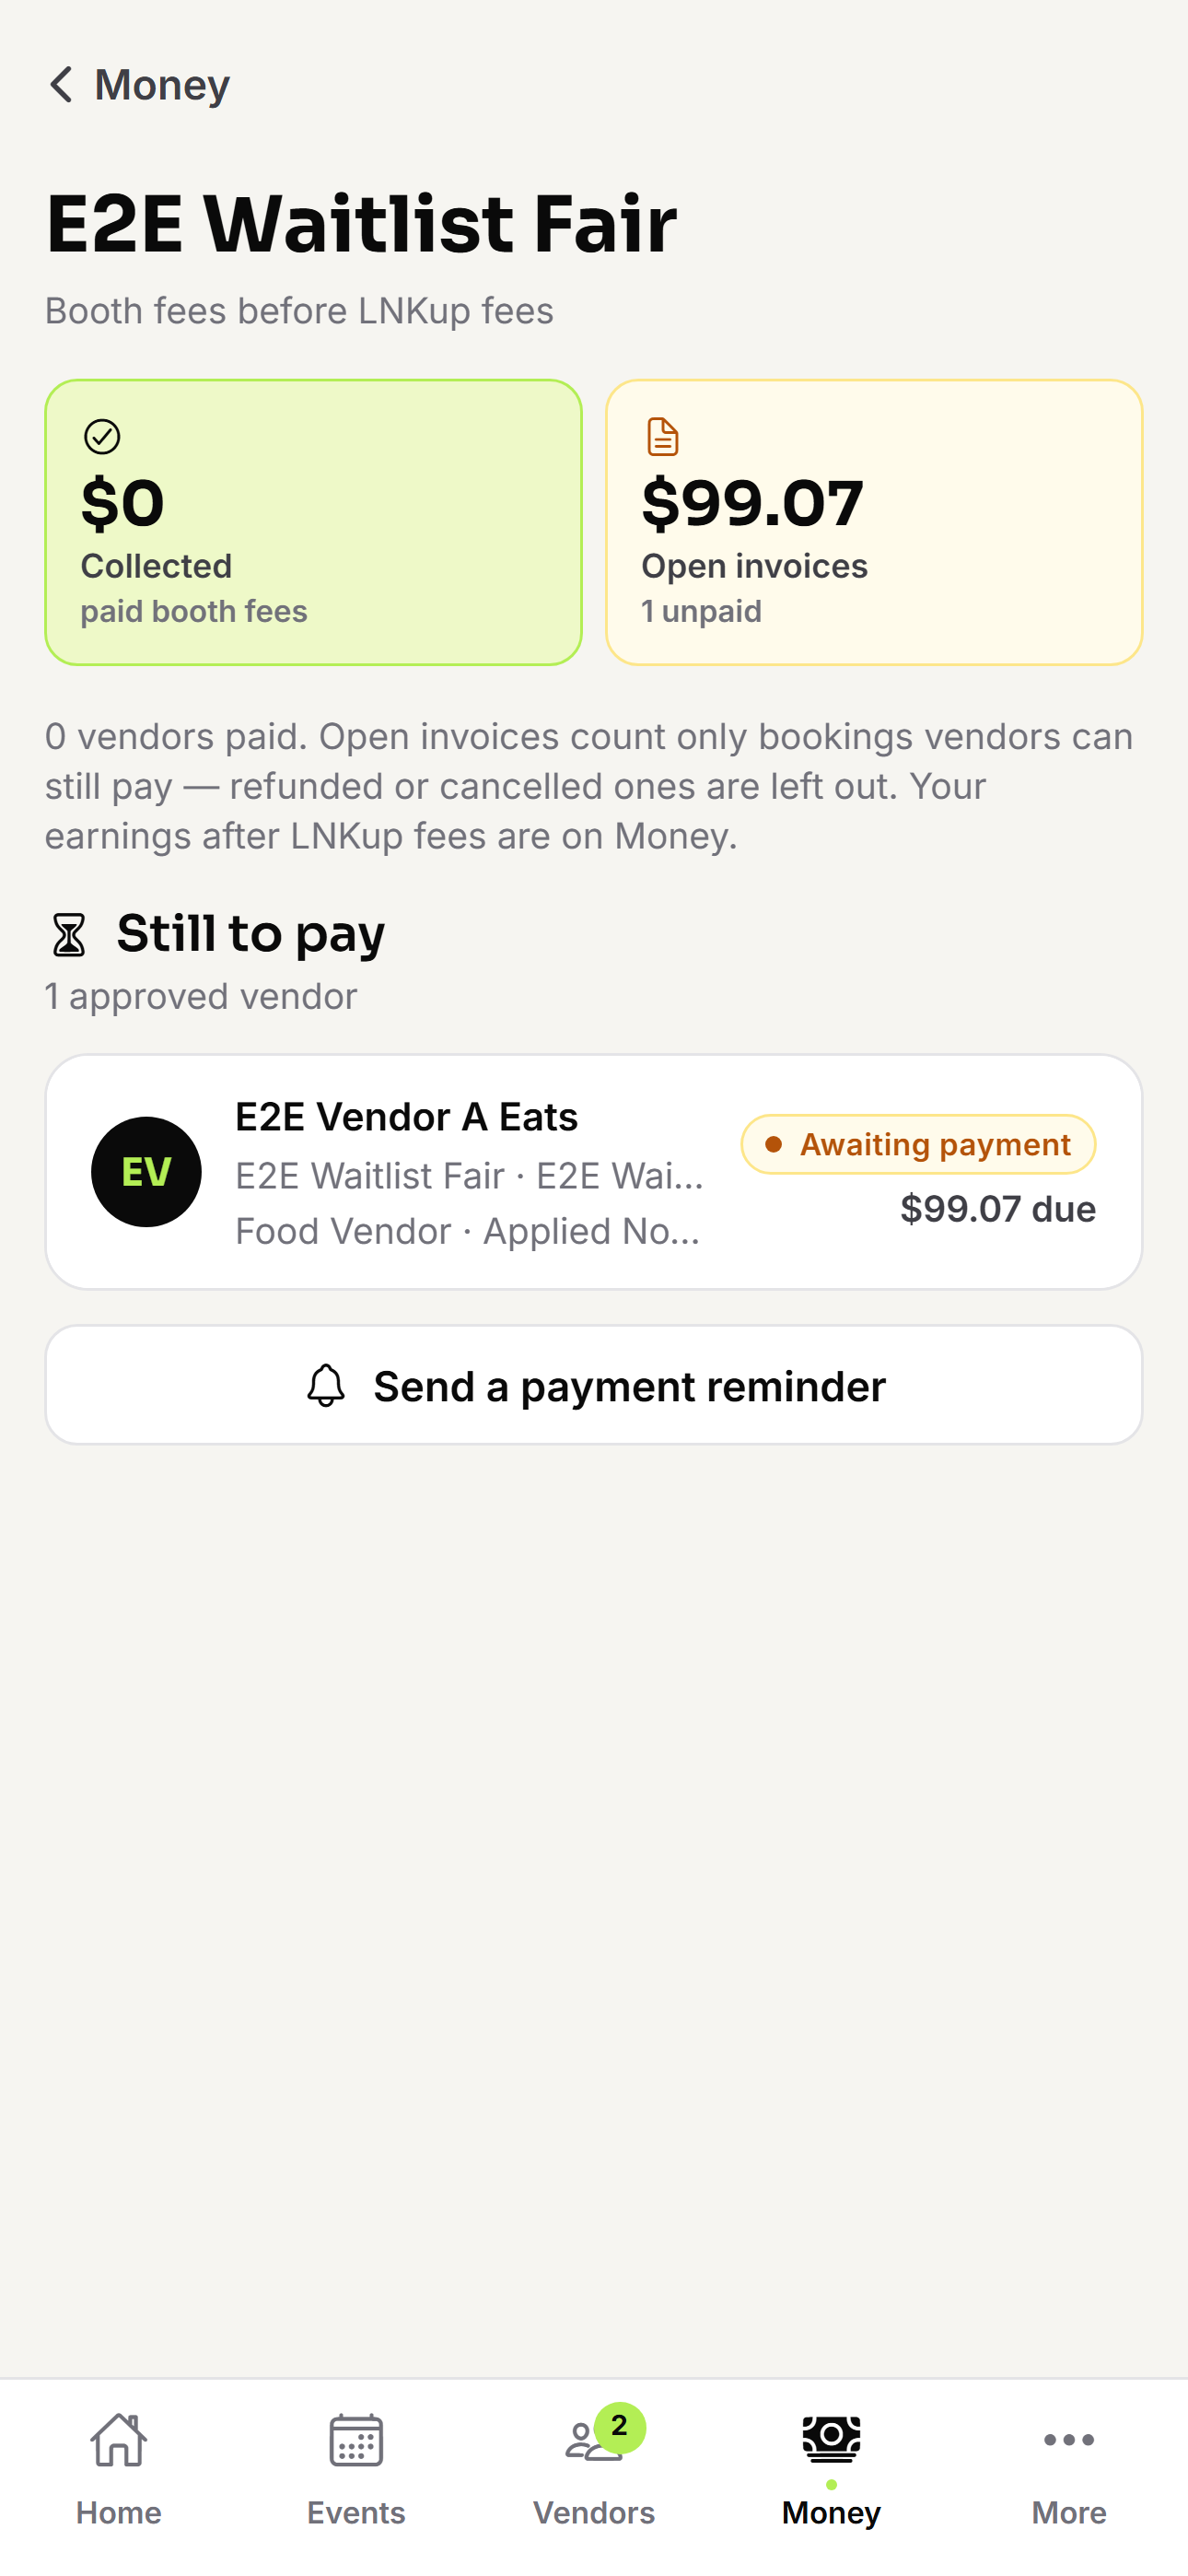 Money
E2E Waitlist Fair
Booth fees before LNKup fees
$0
Collected
paid booth fees
$99.07
Open invoices
1 unpaid
0 vendors paid. Open invoices count only bookings vendors can
still pay — refunded or cancelled ones are left out. Your
earnings after LNKup fees are on Money.
Still to pay
1 approved vendor
EV
E2E Vendor A Eats
E2E Waitlist Fair · E2E Wai...
Food Vendor · Applied No...
Awaiting payment
$99.07 due
Send a payment reminder
2
Home
Events
Vendors
Money
More